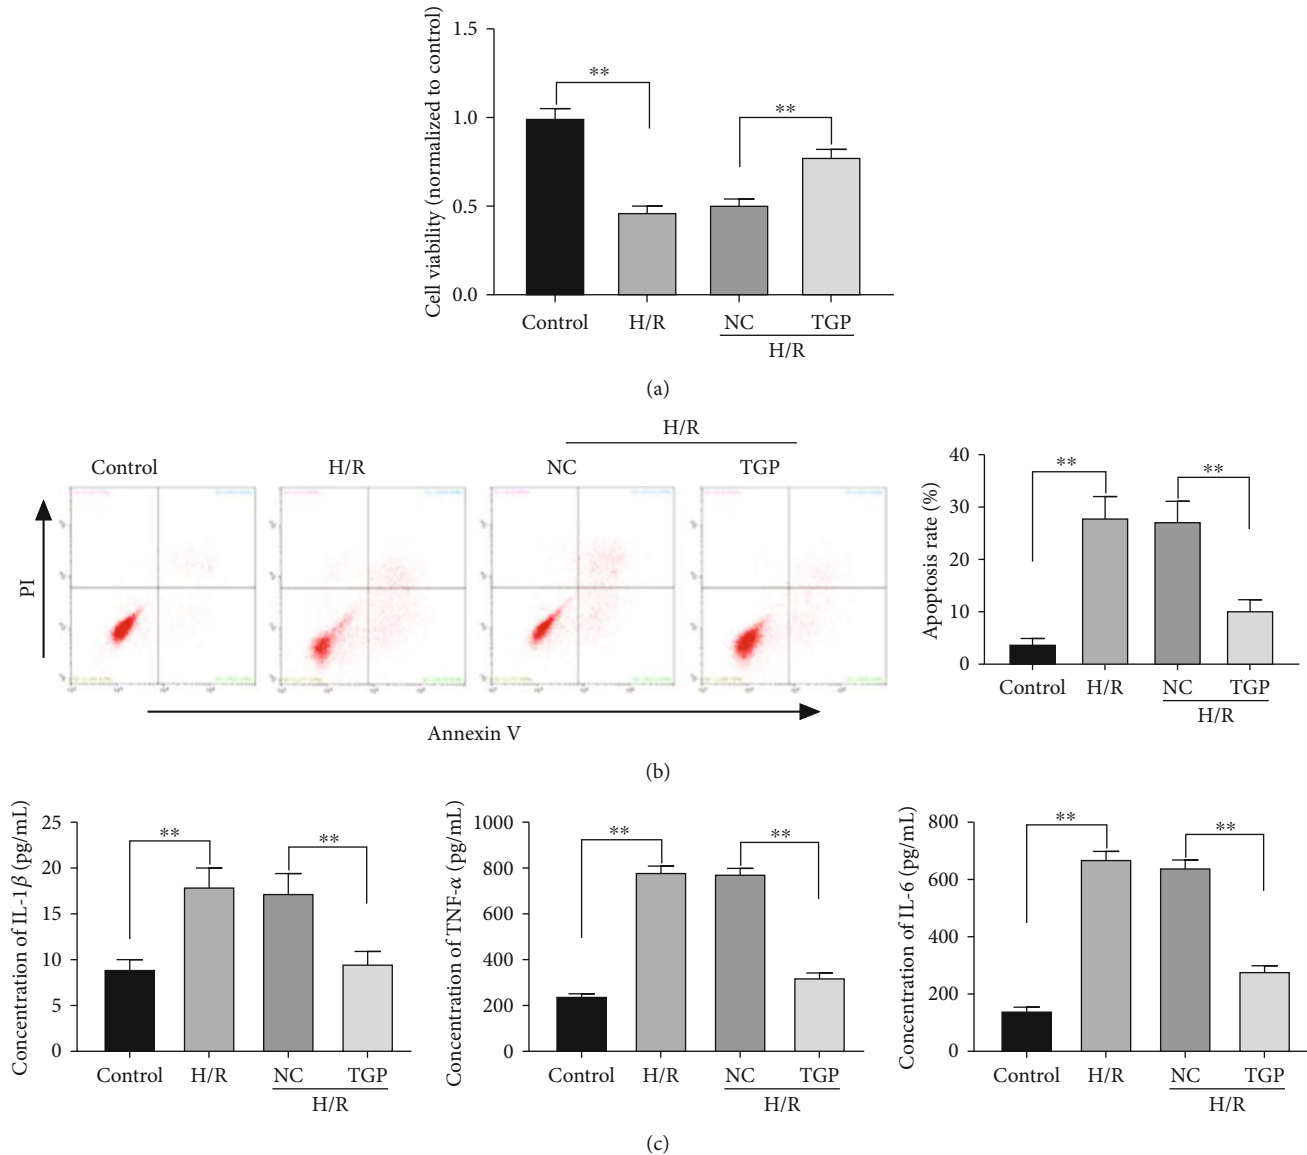 Cell viability (normalized to control)
1.5
1.0
0.5
0.0
**
**
Control
H/R
NC
TGP
H/R
(a)
H/R
Control
H/R
NC
TGP
PI
Annexin V
Apoptosis rate (%)
40
30
20
10
0
**
**
Control
H/R
NC
TGP
H/R
(b)
Concentration of IL-1β (pg/mL)
25
20
15
10
5
0
**
**
Control
H/R
NC
TGP
H/R
Concentration of TNF-α (pg/mL)
1000
800
600
400
200
0
**
**
Control
H/R
NC
TGP
H/R
Concentration of IL-6 (pg/mL)
800
600
400
200
0
**
**
Control
H/R
NC
TGP
H/R
(c)